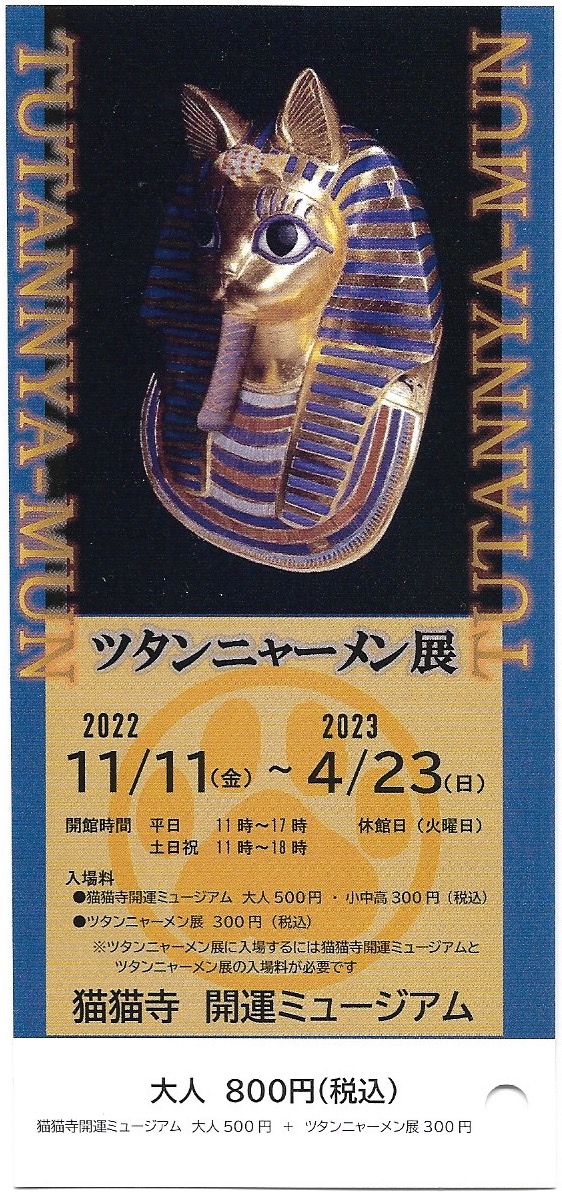 TUTANNYA-MUN
TUTANNYA-MUN
ツタンニャーメン展
2022 2023
11/11(金) ~ 4/23(日)
開館時間 平日 11時～17時 休館日（火曜日）
土日祝 11時～18時
入場料
●猫猫寺開運ミュージアム 大人500円 ・ 小中高300円（税込）
●ツタンニャーメン展 300円（税込）
※ツタンニャーメン展に入場するには猫猫寺開運ミュージアムと
ツタンニャーメン展の入場料が必要です
猫猫寺 開運ミュージアム
大人 800円(税込)
猫猫寺開運ミュージアム 大人500円 + ツタンニャーメン展300円